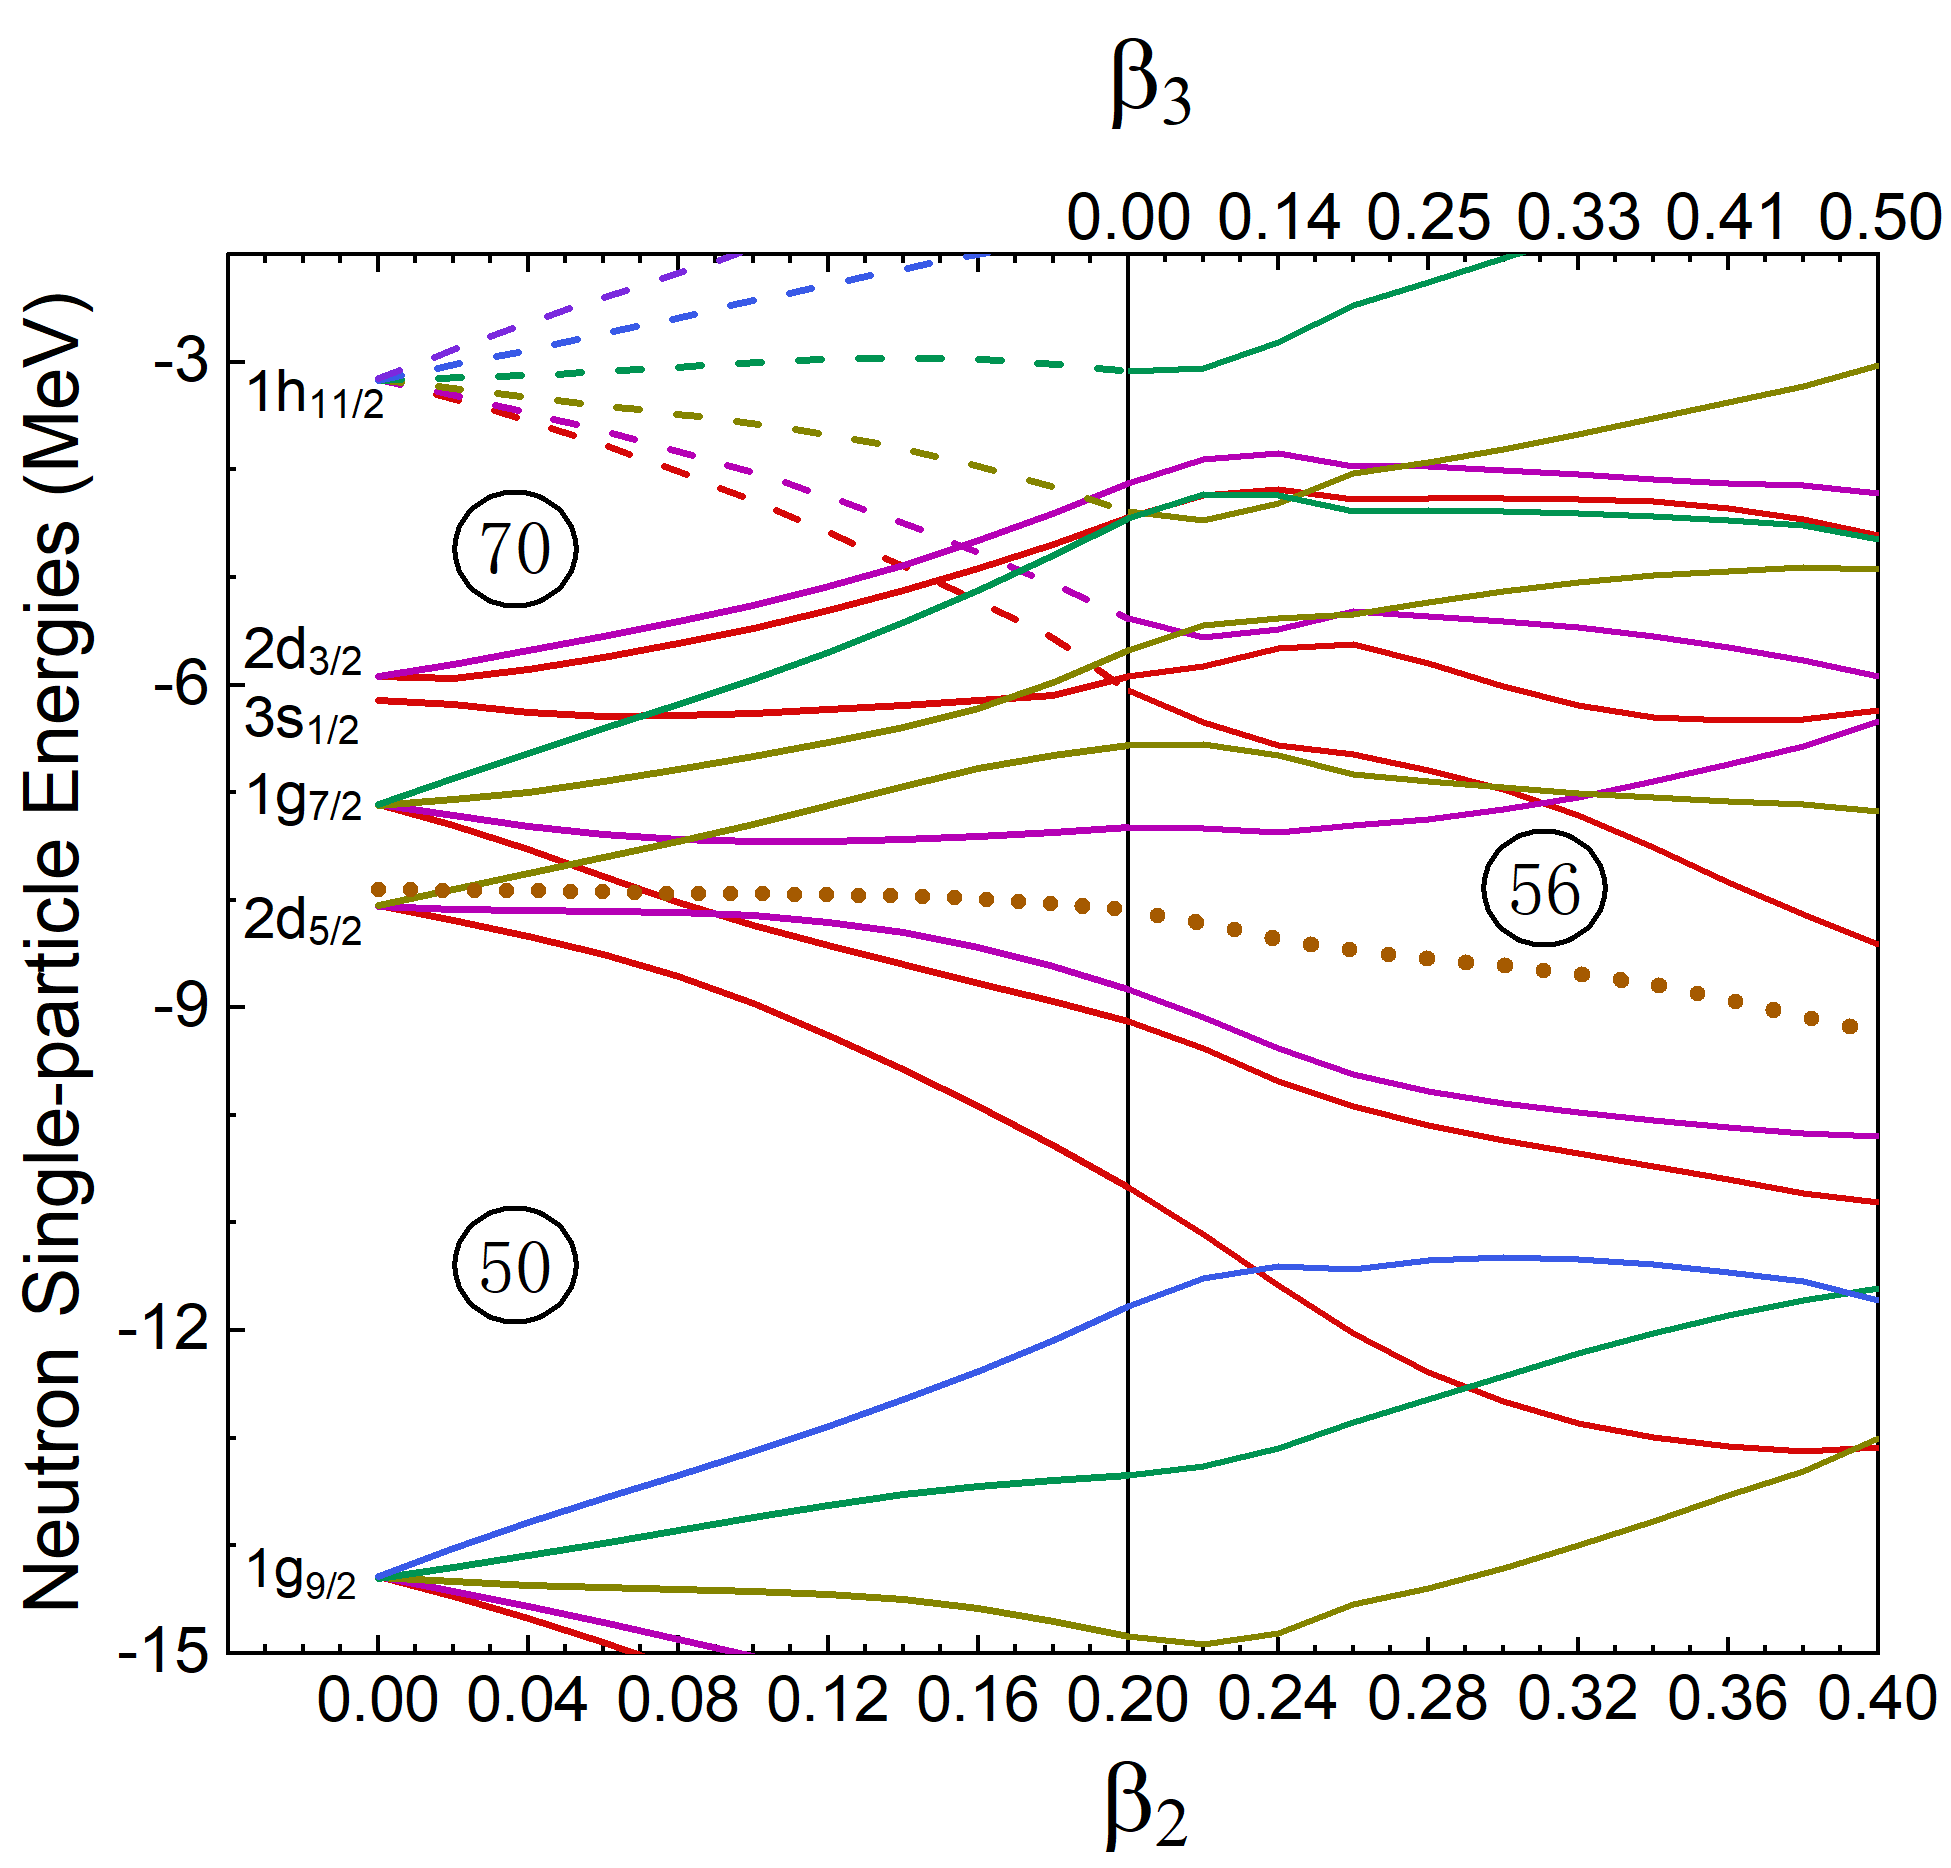 β3
0.00 0.14 0.25 0.33 0.41 0.50
Neutron Single-particle Energies (MeV)
-3
1h11/2
70
2d3/2
-6
3s1/2
1g7/2
56
2d5/2
-9
50
-12
1g9/2
-15
0.00 0.04 0.08 0.12 0.16 0.20 0.24 0.28 0.32 0.36 0.40
β2